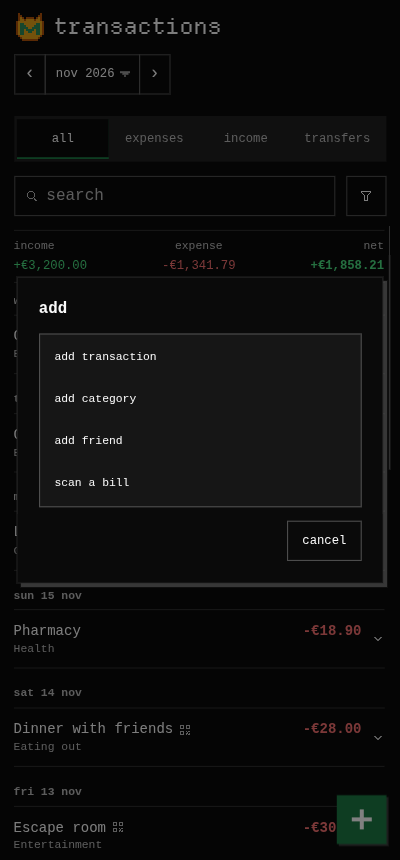 transactions
nov 2026
all expenses income transfers
search
income expense net
+€3,200.00 -€1,341.79 +€1,858.21
add
add transaction
add category
add friend
scan a bill
cancel
sun 15 nov
Pharmacy -€18.90
Health
sat 14 nov
Dinner with friends -€28.00
Eating out
fri 13 nov
Escape room -€30
Entertainment